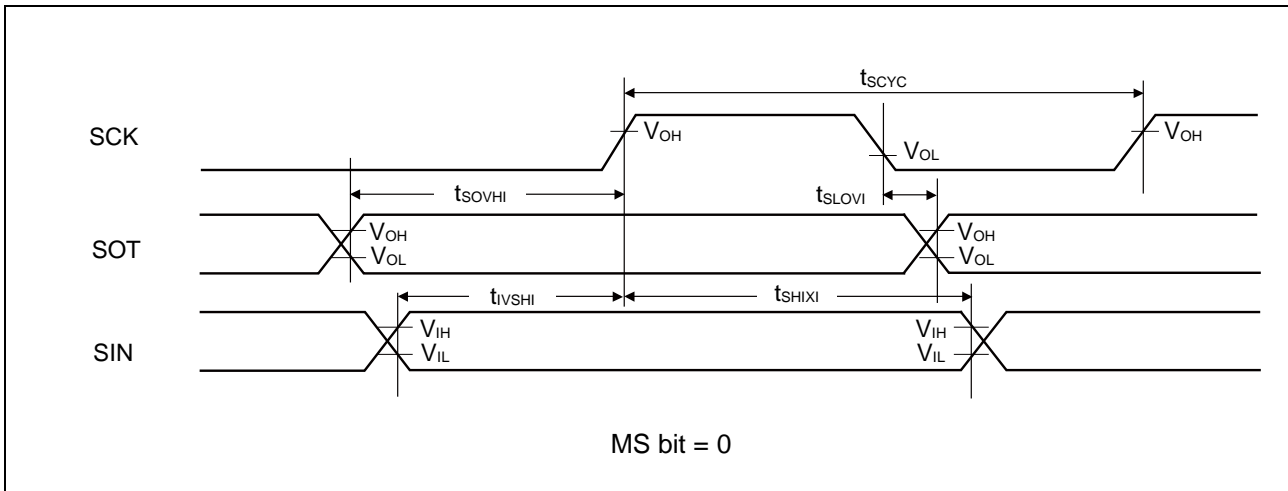 tSCYC
SCK
VOH
VOL
VOH
tSOVHI
tSLOVI
SOT
VOH
VOL
VOH
VOL
tIVSHI
tSHIXI
SIN
VIH
VIL
VIH
VIL
MS bit = 0